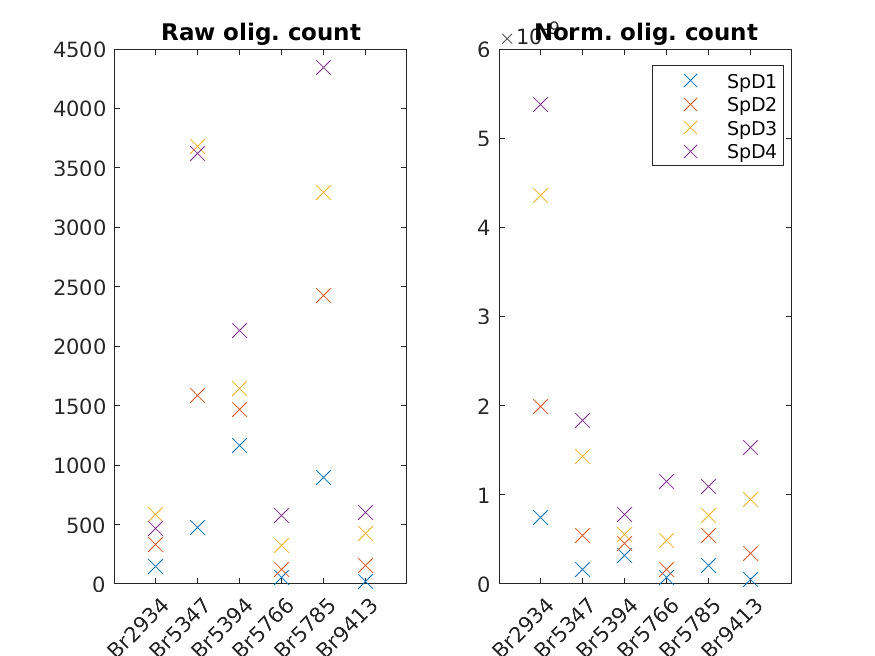 Raw olig. count
4500
4000
3500
3000
2500
2000
1500
1000
500
0
Br2934
Br5347
Br5394
Br5766
Br5785
Br9413
Norm. olig. count
×10⁻⁹
6
5
4
3
2
1
0
Br2934
Br5347
Br5394
Br5766
Br5785
Br9413
SpD1
SpD2
SpD3
SpD4